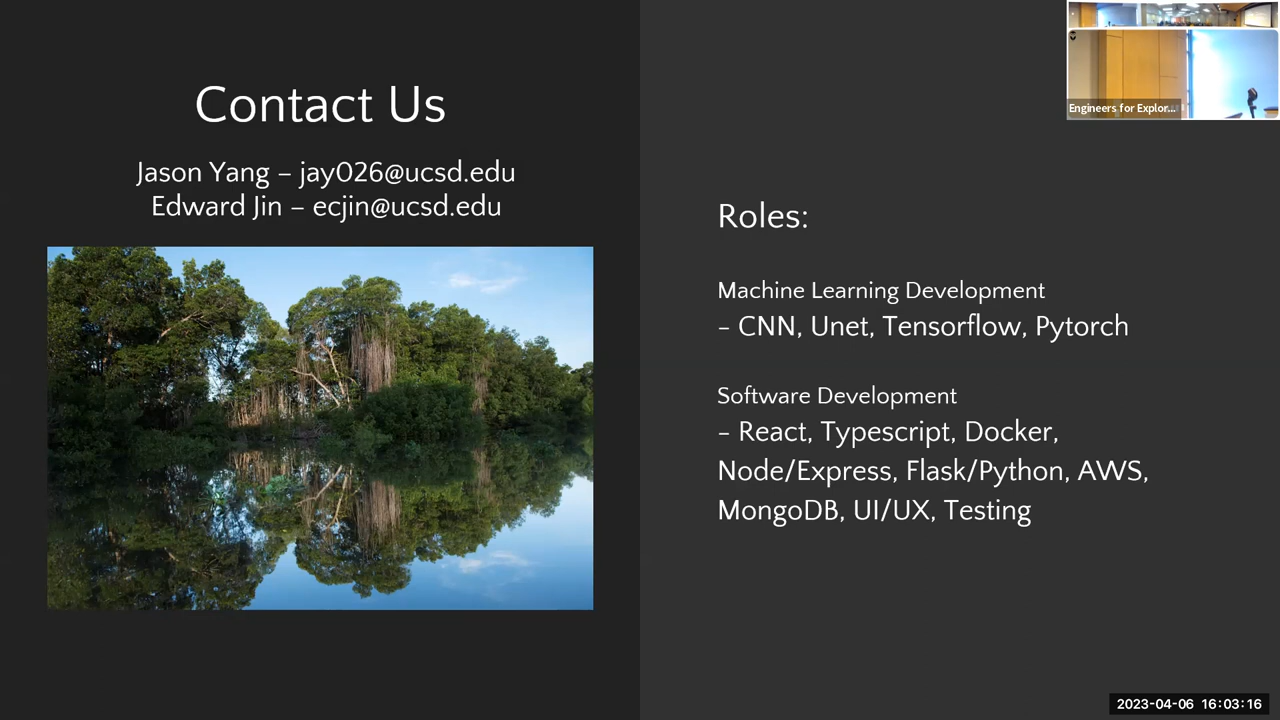 Contact Us
Jason Yang – jay026@ucsd.edu
Edward Jin – ecjin@ucsd.edu
Engineers for Explor...
Roles:
Machine Learning Development
– CNN, Unet, Tensorflow, Pytorch
Software Development
– React, Typescript, Docker,
Node/Express, Flask/Python, AWS,
MongoDB, UI/UX, Testing
2023-04-06 16:03:16